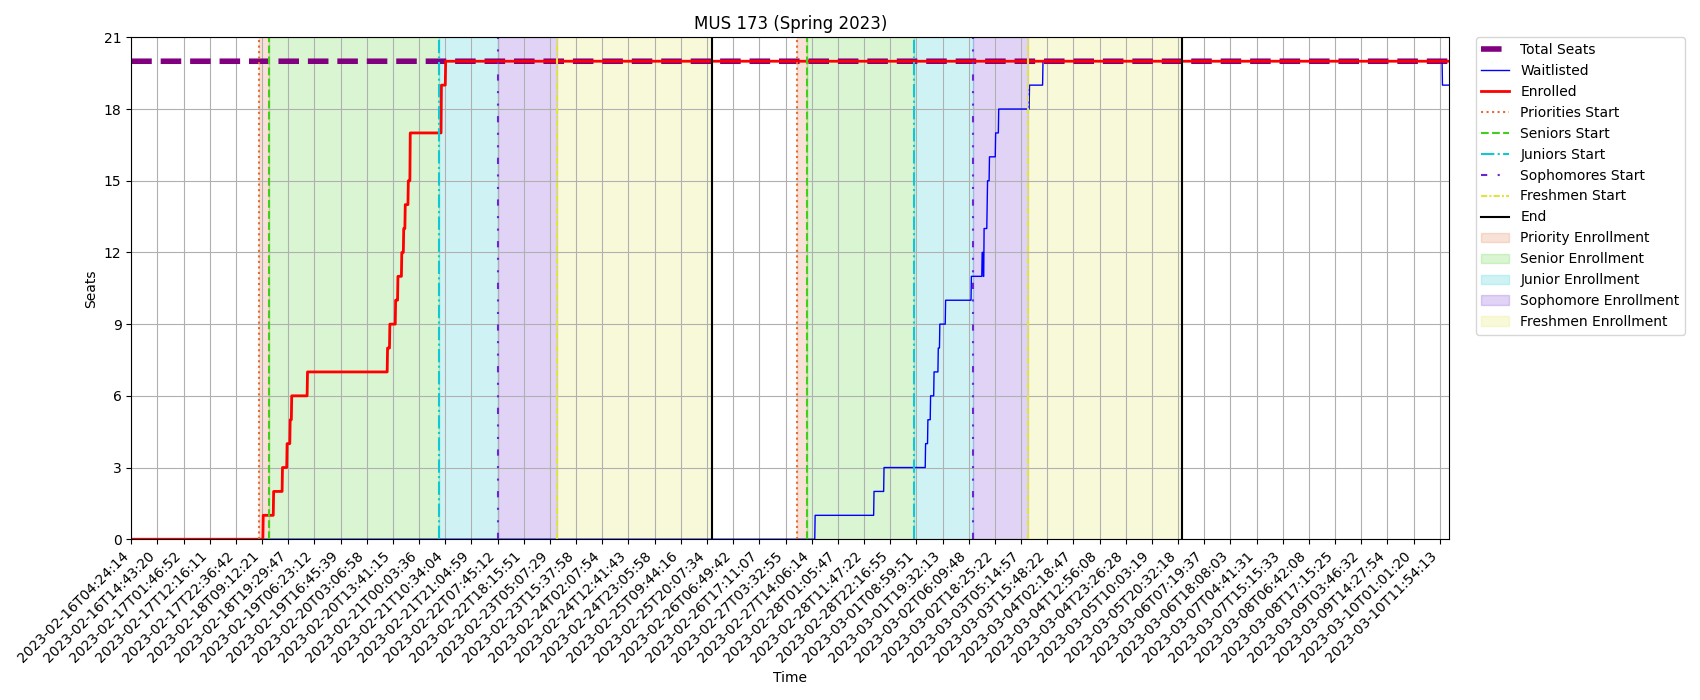 MUS 173 (Spring 2023)
21
18
15
12
9
6
3
0
Seats
Total Seats
Waitlisted
Enrolled
Priorities Start
Seniors Start
Juniors Start
Sophomores Start
Freshmen Start
End
Priority Enrollment
Senior Enrollment
Junior Enrollment
Sophomore Enrollment
Freshmen Enrollment
2023-02-16T04:24:14
2023-02-16T14:43:20
2023-02-17T01:46:52
2023-02-17T12:16:11
2023-02-17T22:36:42
2023-02-18T09:12:21
2023-02-18T19:29:47
2023-02-19T06:23:12
2023-02-19T16:45:39
2023-02-20T03:06:58
2023-02-20T13:41:15
2023-02-21T00:03:36
2023-02-21T10:34:04
2023-02-21T21:04:59
2023-02-22T07:45:12
2023-02-22T18:15:51
2023-02-23T05:07:29
2023-02-23T15:37:58
2023-02-24T02:07:54
2023-02-24T12:41:43
2023-02-24T23:05:58
2023-02-25T09:44:16
2023-02-25T20:07:34
2023-02-26T06:49:42
2023-02-26T17:11:07
2023-02-27T03:32:55
2023-02-27T14:06:14
2023-02-28T01:05:47
2023-02-28T11:47:22
2023-02-28T22:16:55
2023-03-01T08:59:51
2023-03-01T19:32:13
2023-03-02T06:09:48
2023-03-02T18:25:22
2023-03-03T05:14:57
2023-03-03T15:48:22
2023-03-04T02:18:47
2023-03-04T12:56:08
2023-03-04T23:26:28
2023-03-05T10:03:19
2023-03-05T20:32:18
2023-03-06T07:19:37
2023-03-06T18:08:03
2023-03-07T04:41:31
2023-03-07T15:15:33
2023-03-08T06:42:08
2023-03-08T17:15:25
2023-03-09T03:46:32
2023-03-09T14:27:54
2023-03-10T01:01:20
2023-03-10T11:54:13
Time